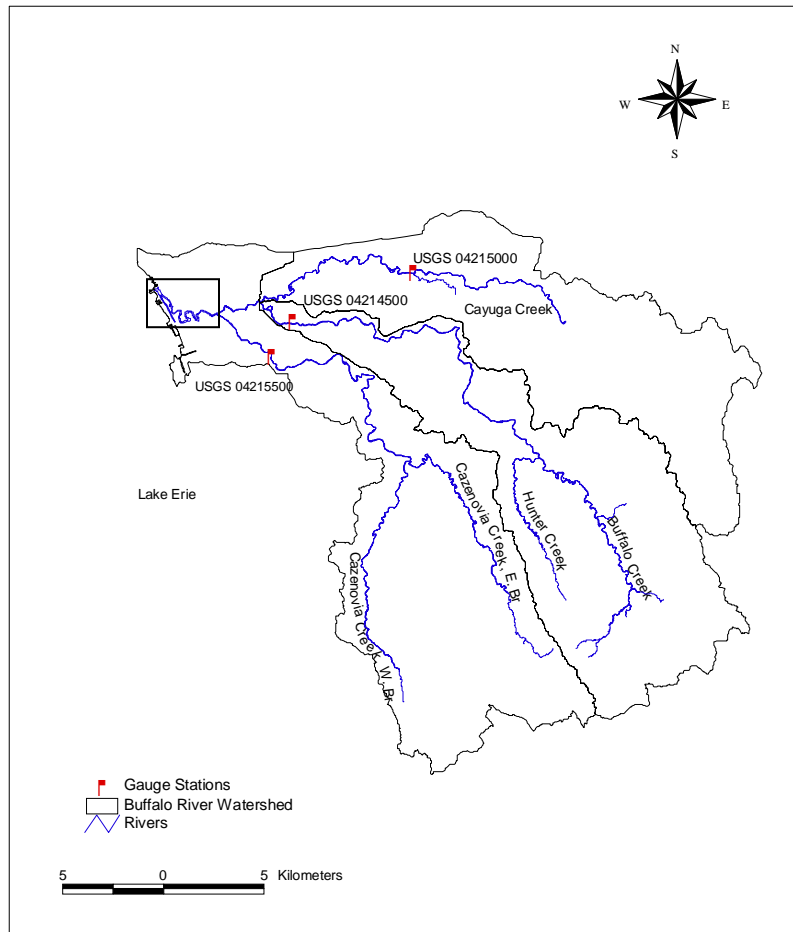 N
W
E
S
USGS 04215000
USGS 04214500
Cayuga Creek
USGS 04215500
Lake Erie
Cazenovia Creek, E. Br
Hunter Creek
Buffalo Creek
Cazenovia Creek, W. Br
Gauge Stations
Buffalo River Watershed
Rivers
5
0
5
Kilometers